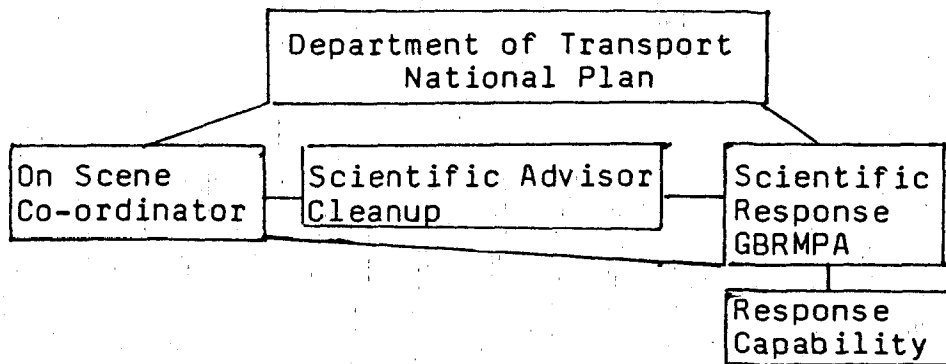 Department of Transport
National Plan
On Scene
Co-ordinator
Scientific Advisor
Cleanup
Scientific
Response
GBRMPA
Response
Capability